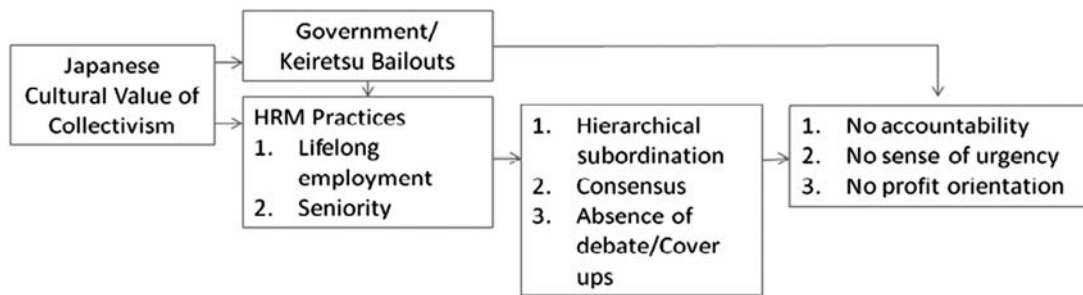 Japanese
Cultural Value of
Collectivism
Government/
Keiretsu Bailouts
HRM Practices
1. Lifelong
employment
2. Seniority
1. Hierarchical
subordination
2. Consensus
3. Absence of
debate/Cover
ups
1. No accountability
2. No sense of urgency
3. No profit orientation